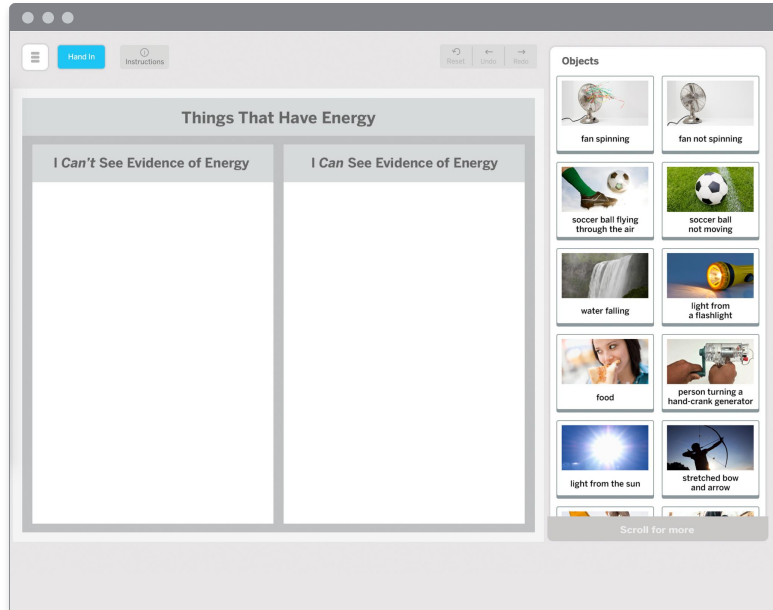 Hand In
Instructions
Reset
Undo
Redo
Objects
Things That Have Energy
I Can't See Evidence of Energy
I Can See Evidence of Energy
fan spinning
fan not spinning
soccer ball flying
through the air
soccer ball
not moving
water falling
light from
a flashlight
food
person turning a
hand-crank generator
light from the sun
stretched bow
and arrow
Scroll for more